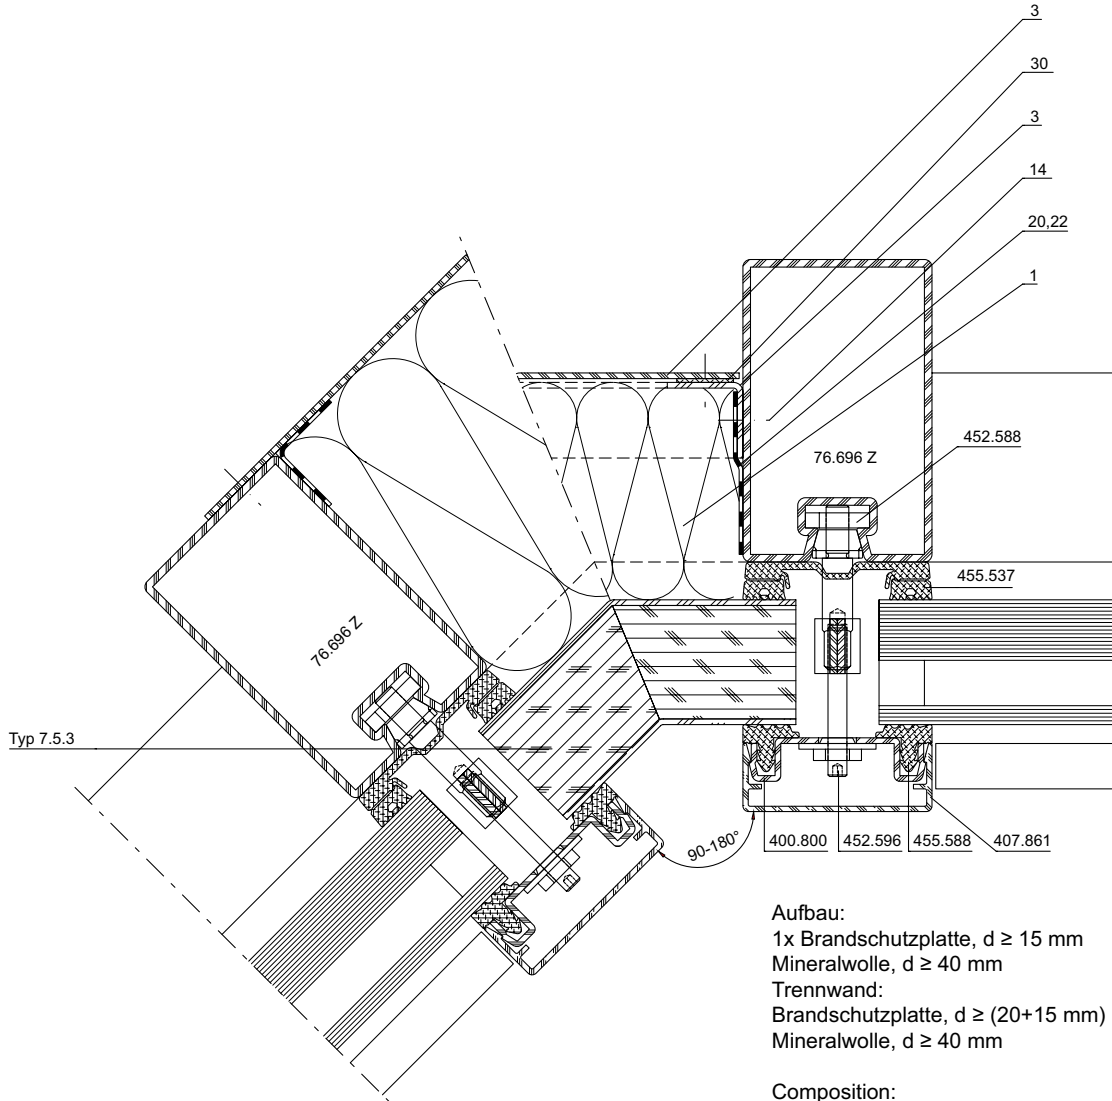 3
30
3
14
20,22
1
452.588
76.696 Z
455.537
76.696 Z
Typ 7.5.3
90-180°
400.800
452.596
455.588
407.861
Aufbau:
1x Brandschutzplatte, d ≥ 15 mm
Mineralwolle, d ≥ 40 mm
Trennwand:
Brandschutzplatte, d ≥ (20+15 mm)
Mineralwolle, d ≥ 40 mm
Composition: